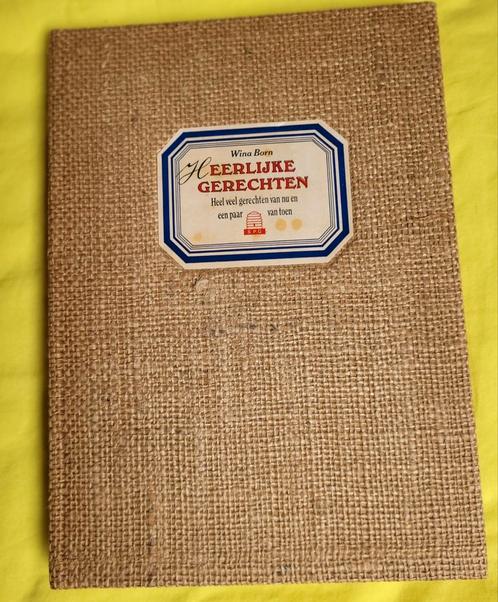 Wina Born
HEERLIJKE
GERECHTEN
Heel veel gerechten van nu en
een paar van toen
S.P.O